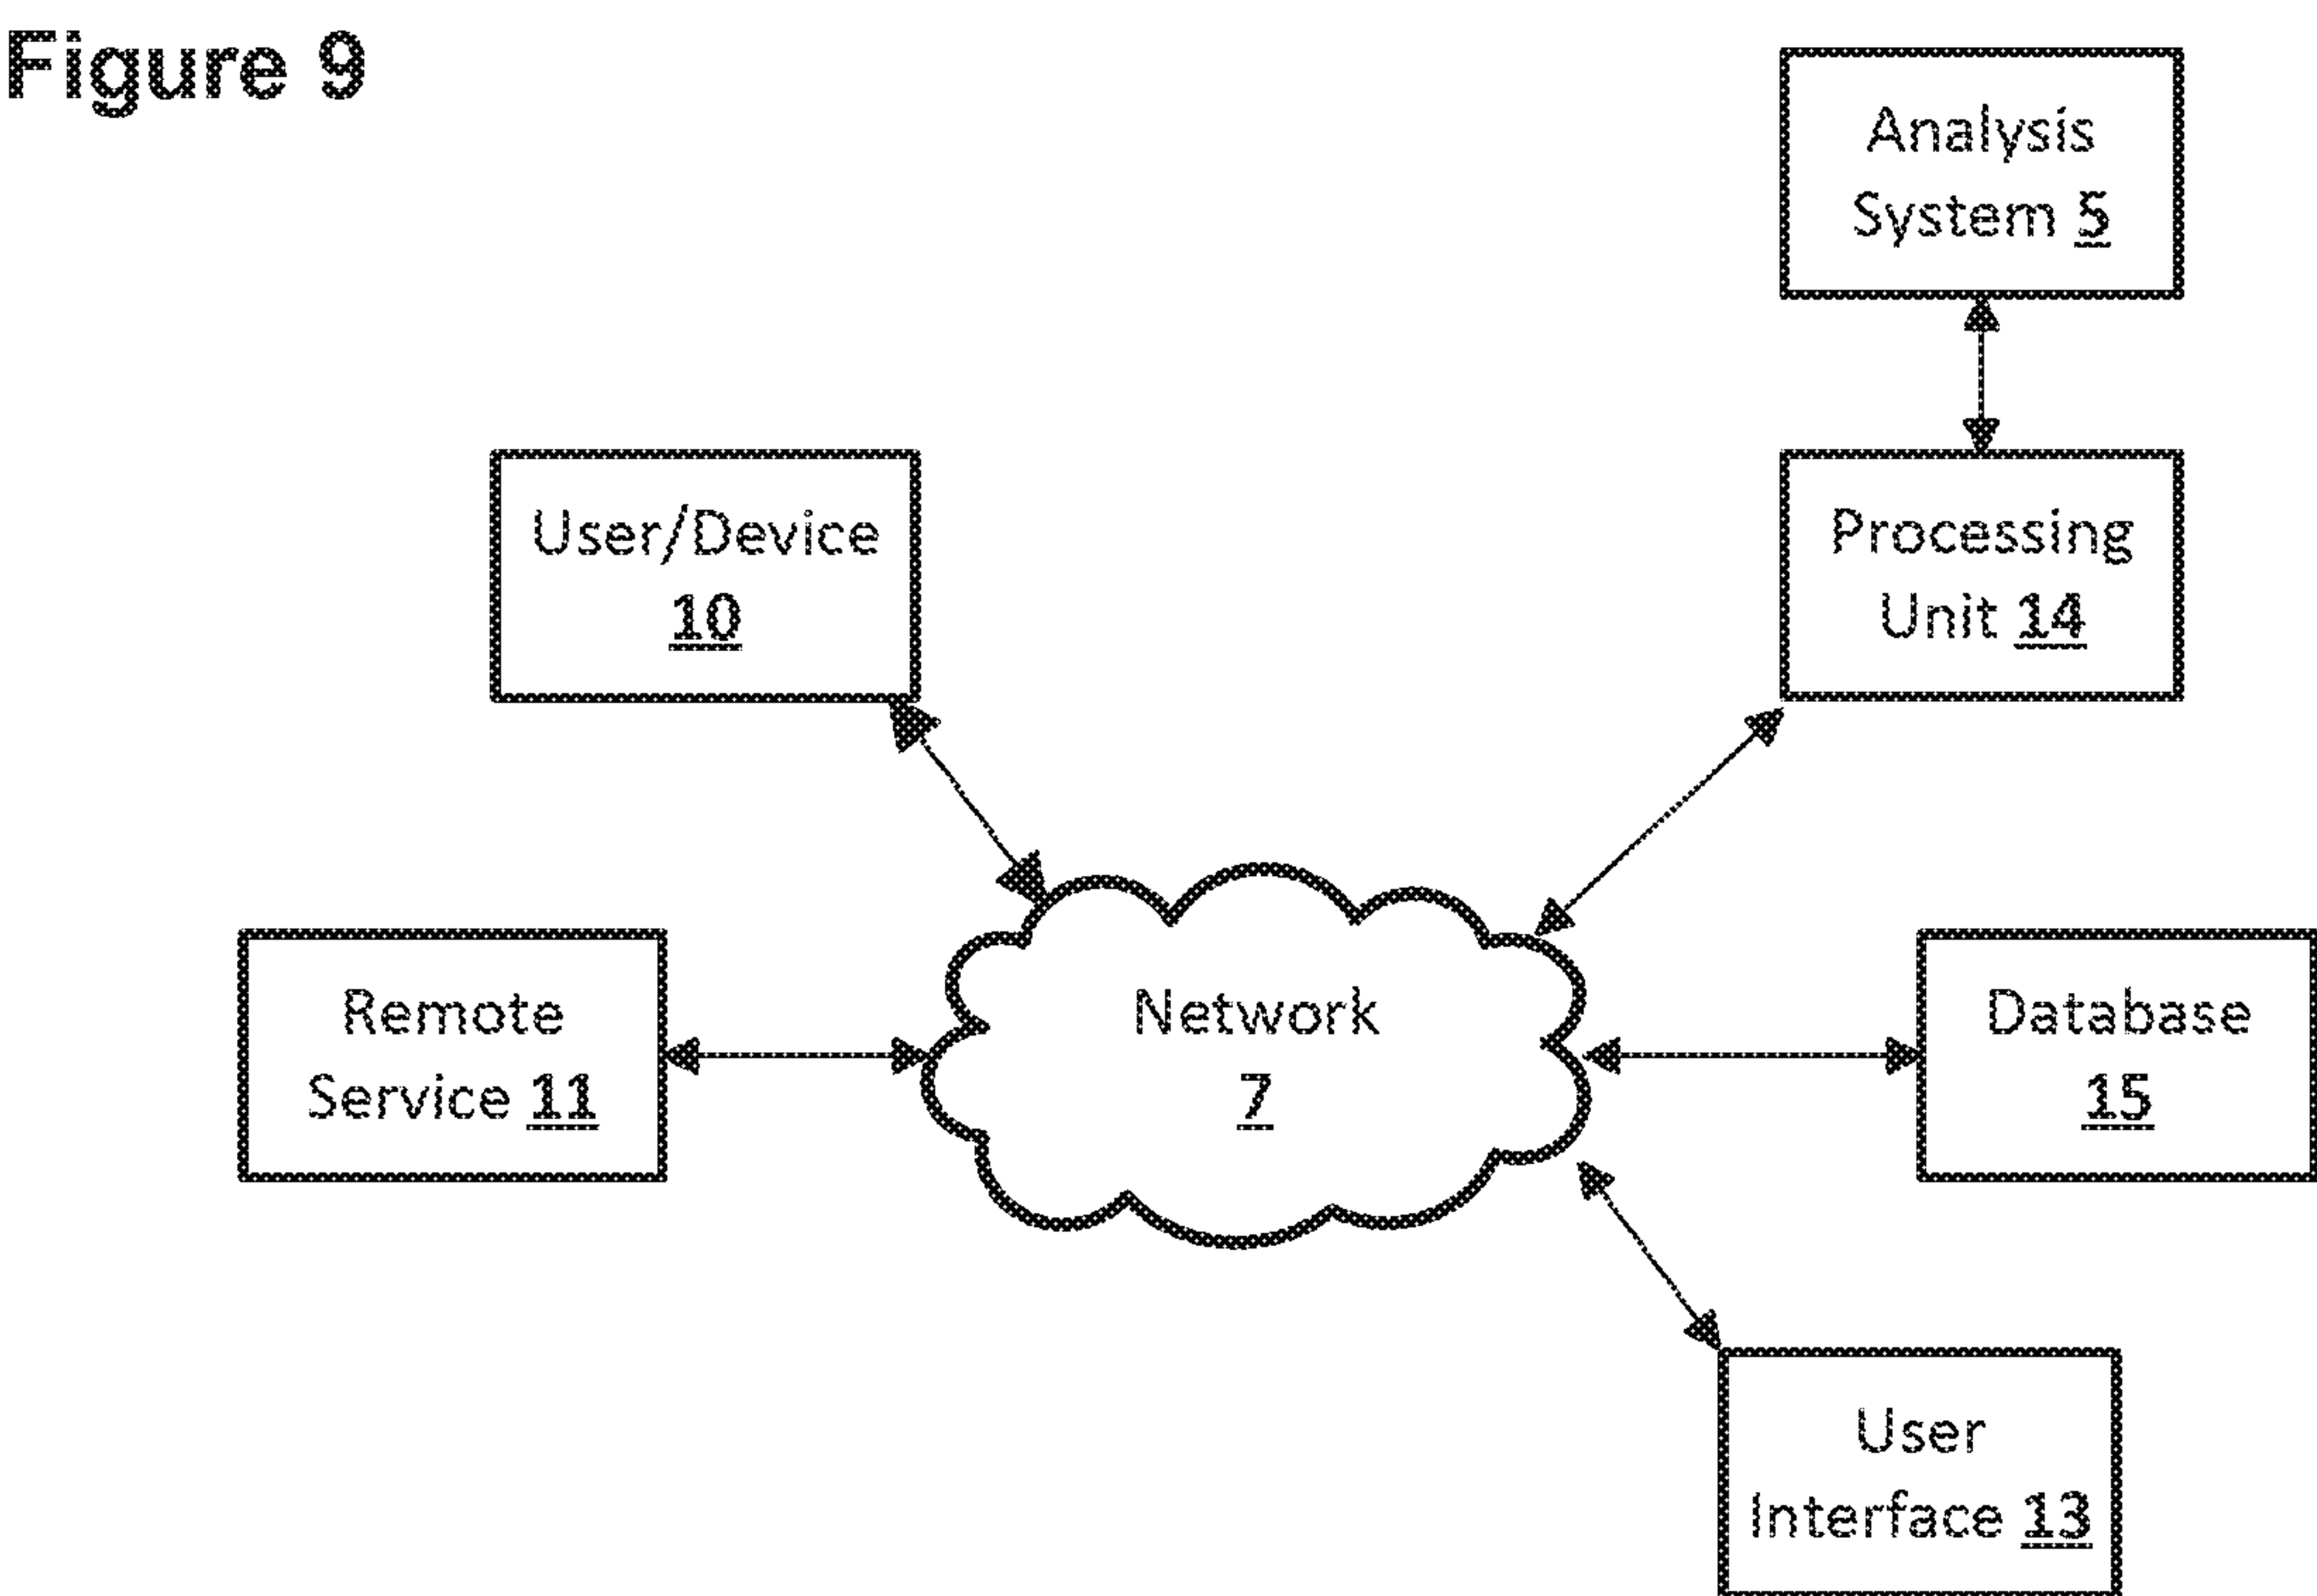 Figure 9
Analysis
System 5
User/Device
10
Processing
Unit 14
Remote
Service 11
Network
7
Database
15
User
Interface 13